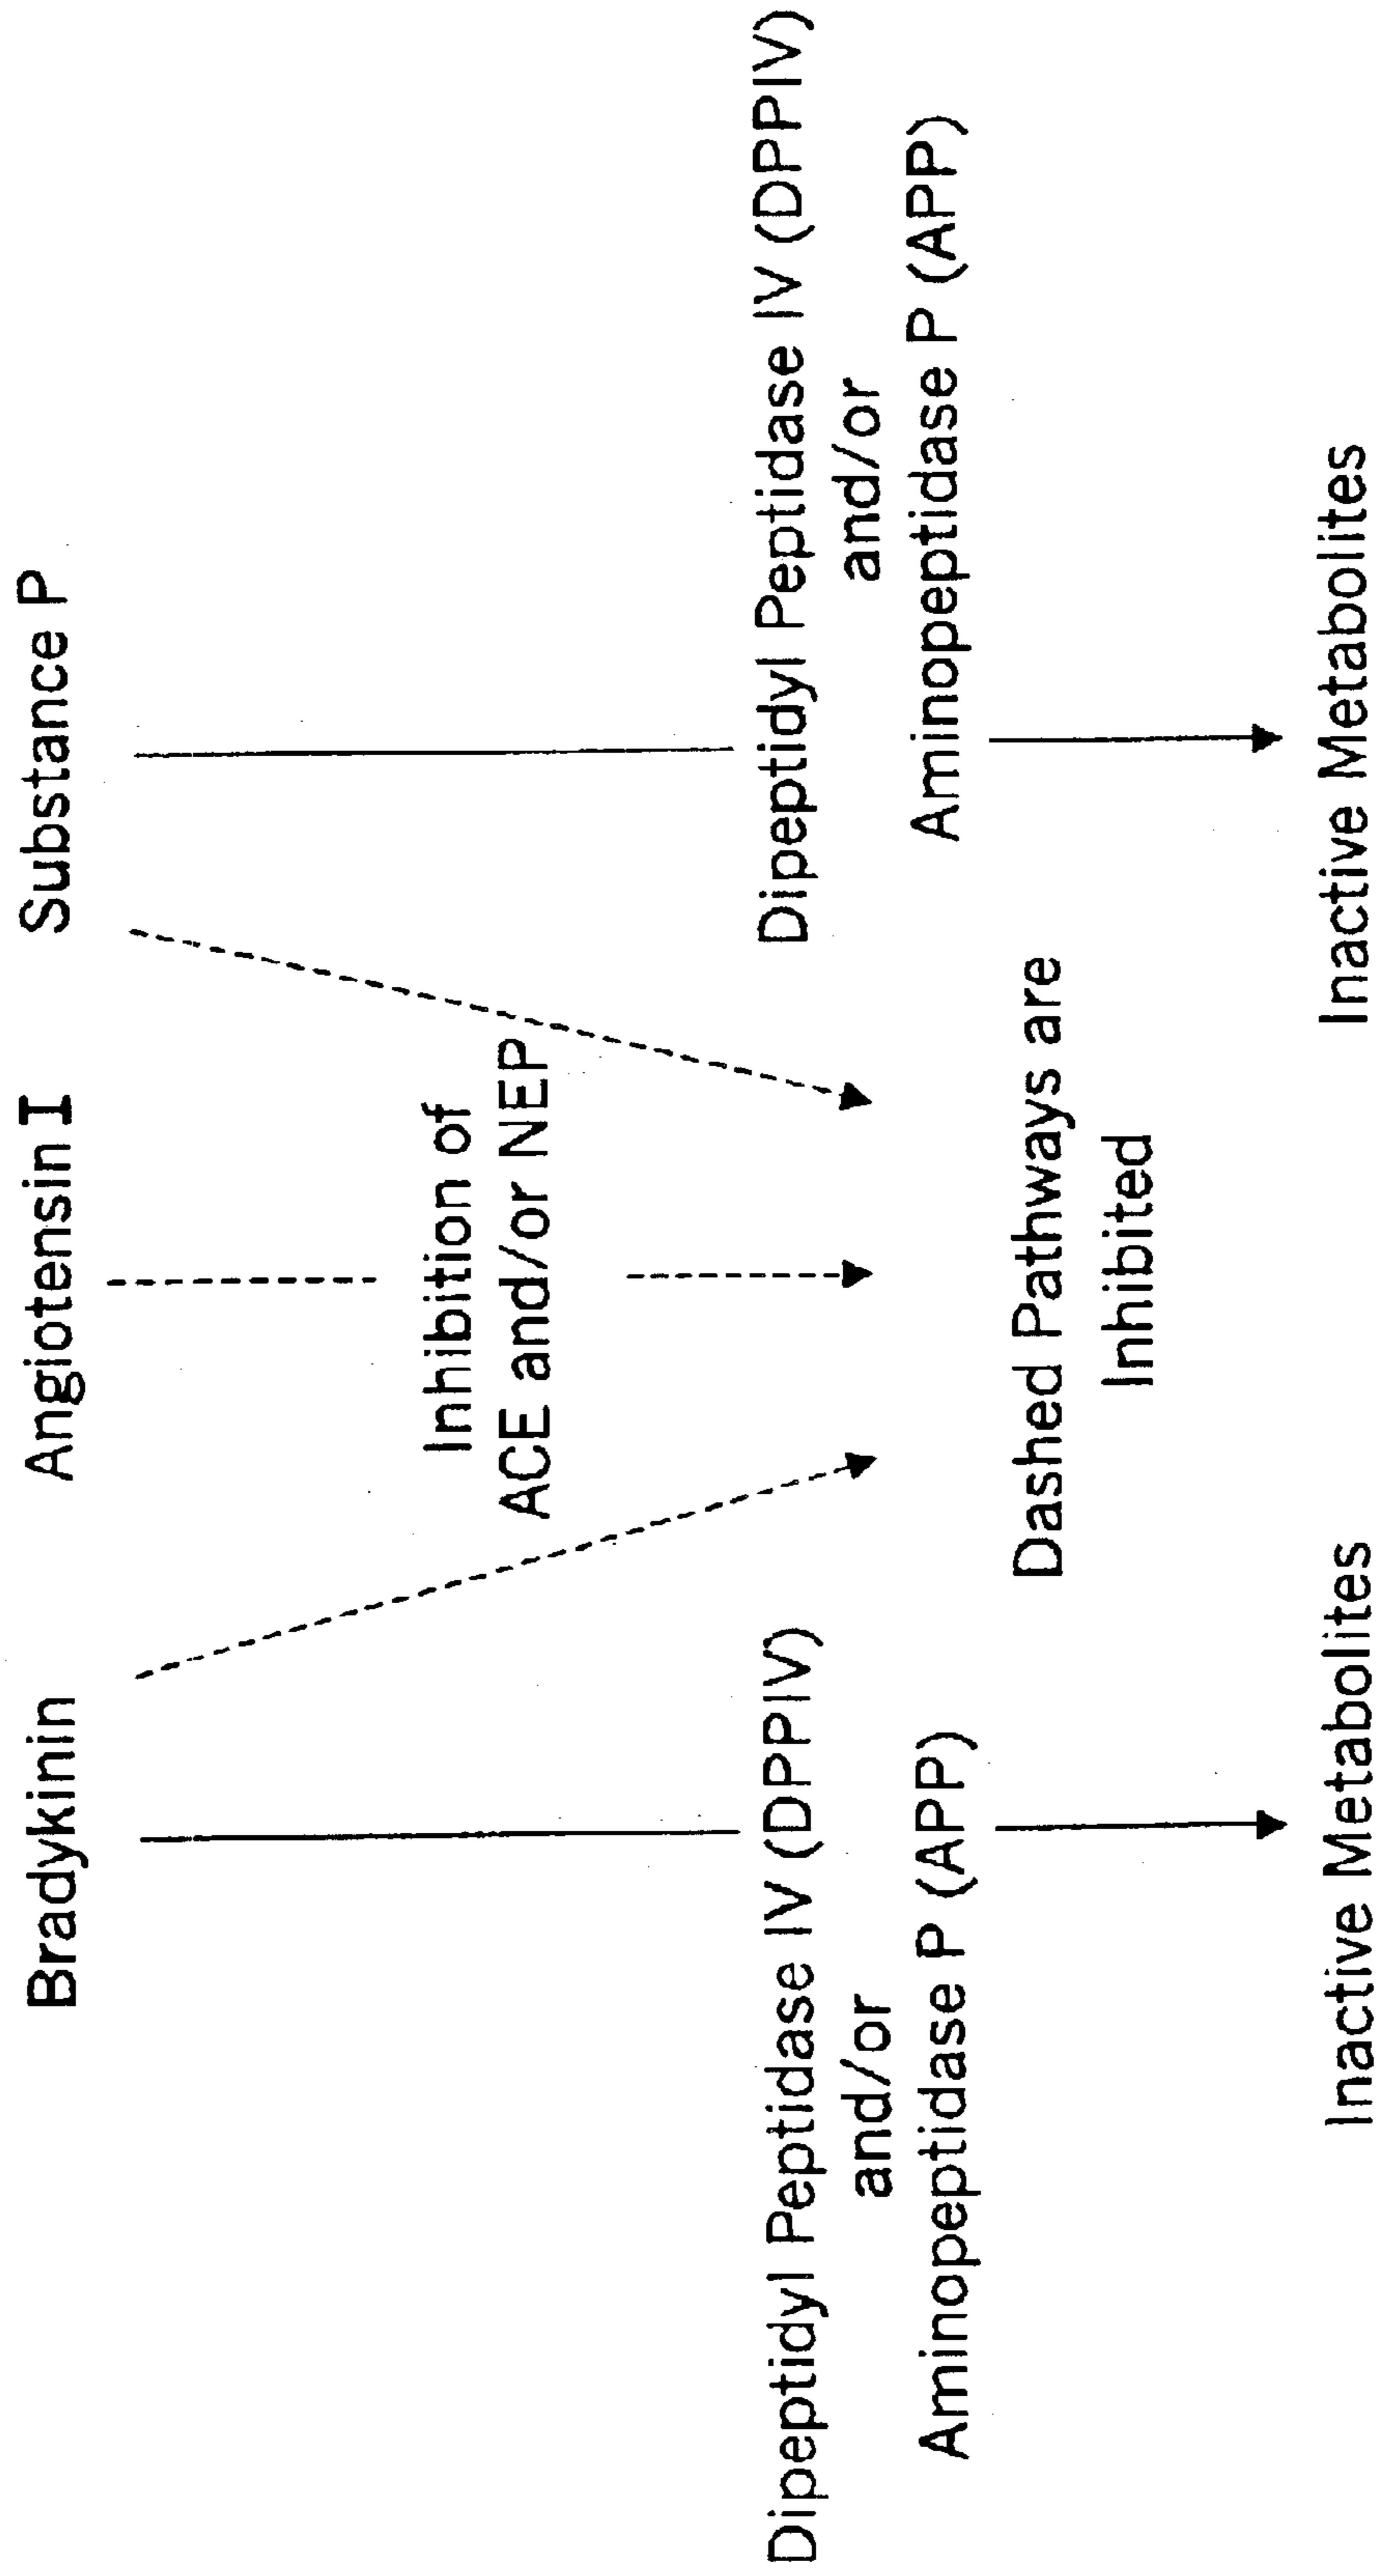 Bradykinin
Angiotensin I
Substance P
Inhibition of
ACE and/or NEP
Dipeptidyl Peptidase IV (DPPIV)
and/or
Aminopeptidase P (APP)
Dipeptidyl Peptidase IV (DPPIV)
and/or
Aminopeptidase P (APP)
Dashed Pathways are
Inhibited
Inactive Metabolites
Inactive Metabolites